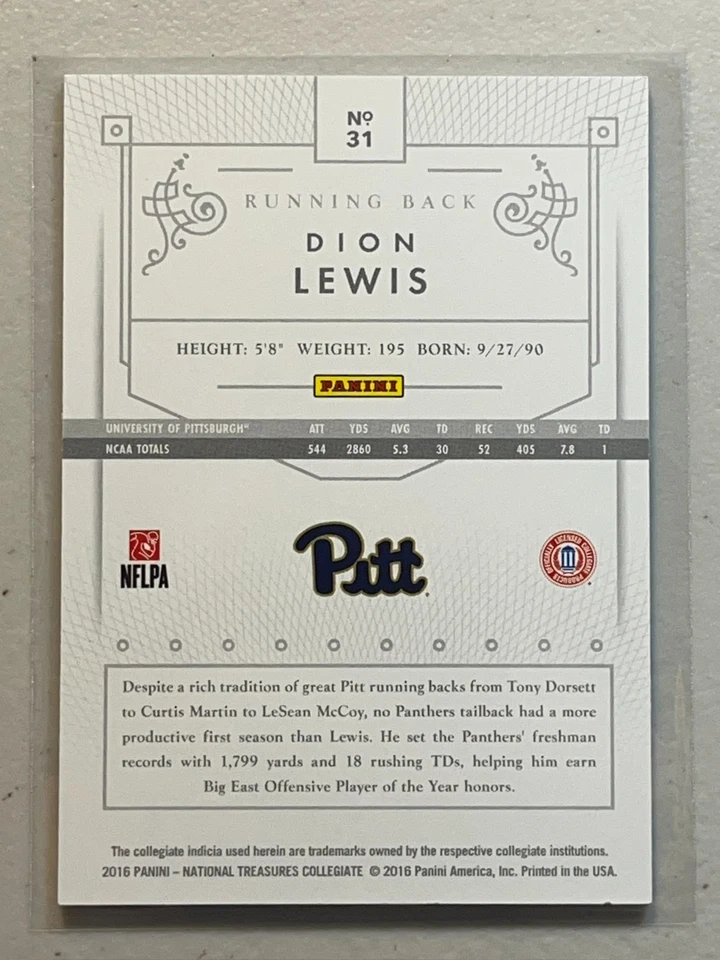 Nº
31
RUNNING BACK
DION
LEWIS
HEIGHT: 5'8" WEIGHT: 195 BORN: 9/27/90
PANINI
UNIVERSITY OF PITTSBURGH™ ATT YDS AVG TD REC YDS AVG TD
NCAA TOTALS 544 2860 5.3 30 52 405 7.8 1
NFLPA
Pitt
OFFICIALLY LICENSED COLLEGIATE PRODUCTS
Despite a rich tradition of great Pitt running backs from Tony Dorsett
to Curtis Martin to LeSean McCoy, no Panthers tailback had a more
productive first season than Lewis. He set the Panthers' freshman
records with 1,799 yards and 18 rushing TDs, helping him earn
Big East Offensive Player of the Year honors.
The collegiate indicia used herein are trademarks owned by the respective collegiate institutions.
2016 PANINI – NATIONAL TREASURES COLLEGIATE © 2016 Panini America, Inc. Printed in the USA.